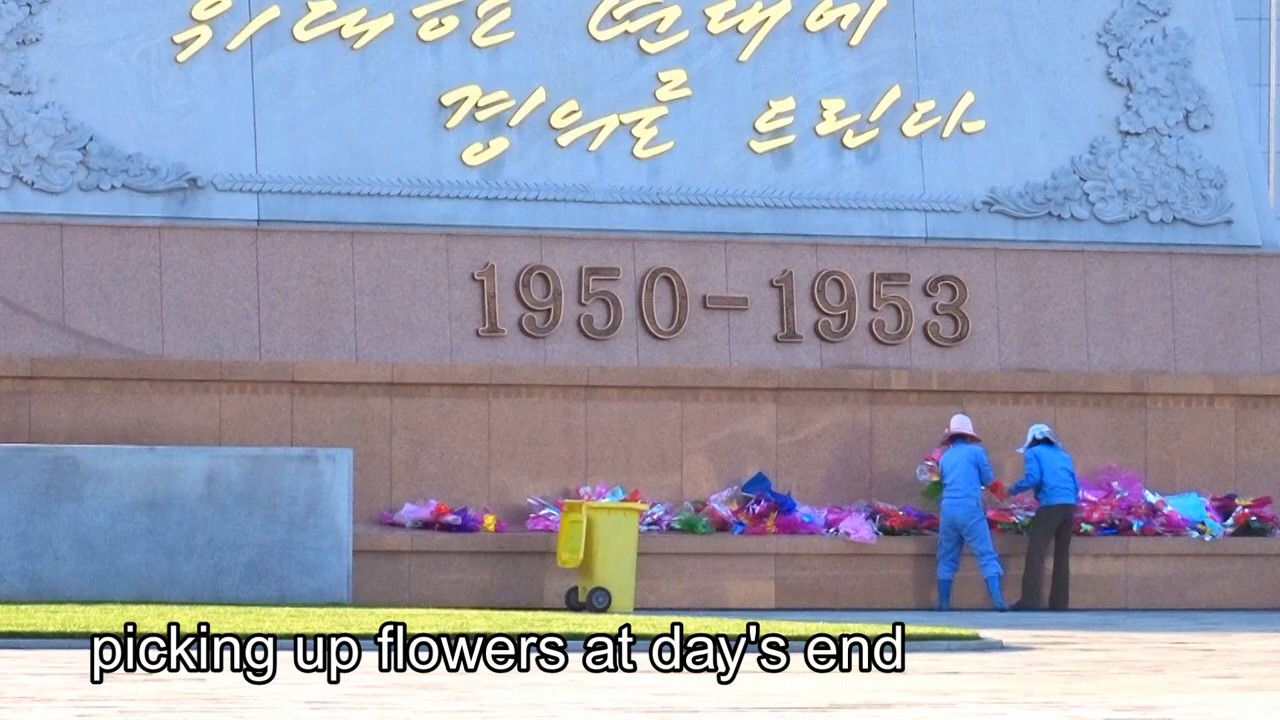 위대한 년대에
경의를 드린다
1950-1953
picking up flowers at day's end